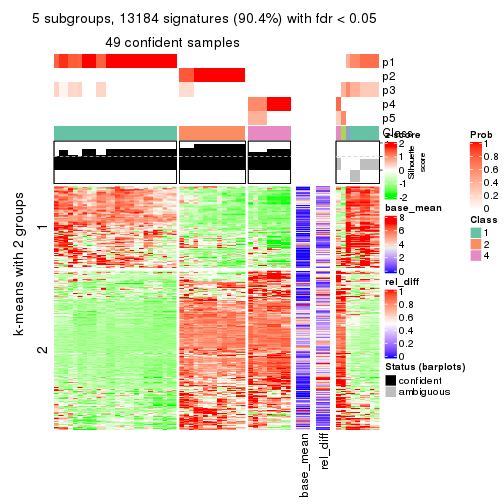 5 subgroups, 13184 signatures (90.4%) with fdr < 0.05
49 confident samples
p1
p2
p3
p4
p5
Class
k-means with 2 groups
1
2
base_mean
rel_diff
z-score
2
1
0
-1
-2
Silhouette
score
base_mean
8
6
4
2
0
rel_diff
1
0.8
0.6
0.4
0.2
0
Status (barplots)
confident
ambiguous
Prob
1
0.8
0.6
0.4
0.2
0
Class
1
2
4